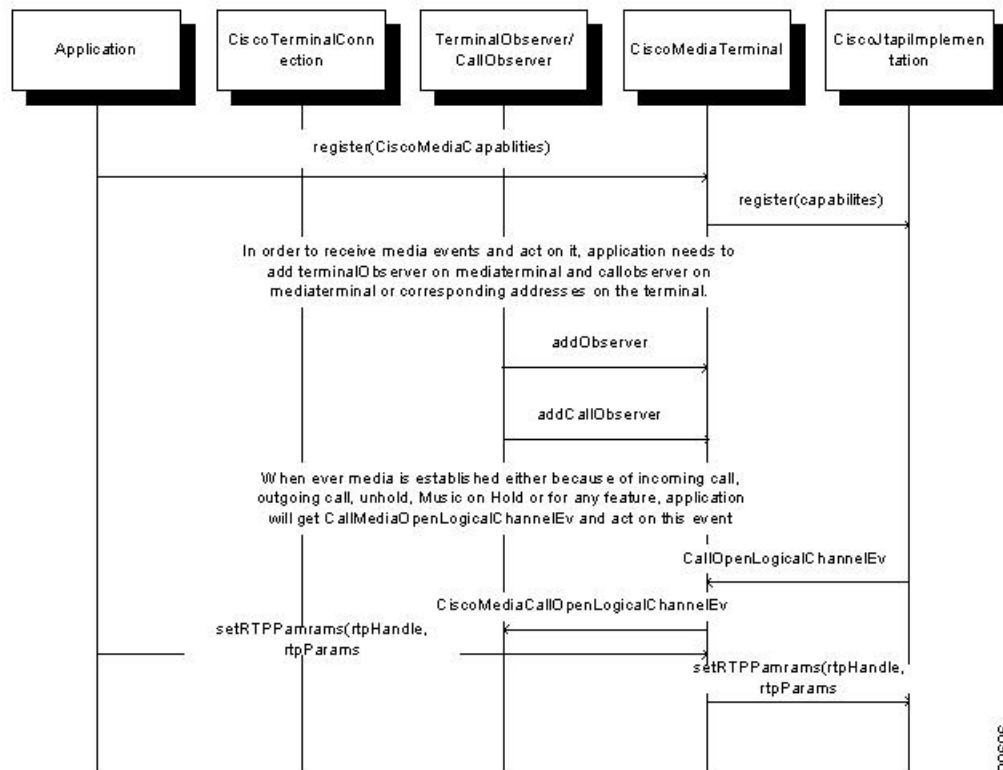 Application
CiscoTerminalConn
ection
TerminalObserver/
CallObserver
CiscoMediaTerminal
CiscoJtapiImplemen
tation
register(CiscoMediaCapablities)
register(capabilites)
In order to receive media events and act on it, application needs to
add terminalObserver on mediaterminal and callobserver on
mediaterminal or corresponding addresses on the terminal.
addObserver
addCallObserver
When ever media is established either because of incoming call,
outgoing call, unhold, Music on Hold or for any feature, application
will get CallMediaOpenLogicalChannelEv and act on this event
CallOpenLogicalChannelEv
CiscoMediaCallOpenLogicalChannelEv
setRTPPamrams(rtpHandle,
rtpParams
setRTPPamrams(rtpHandle,
rtpParams